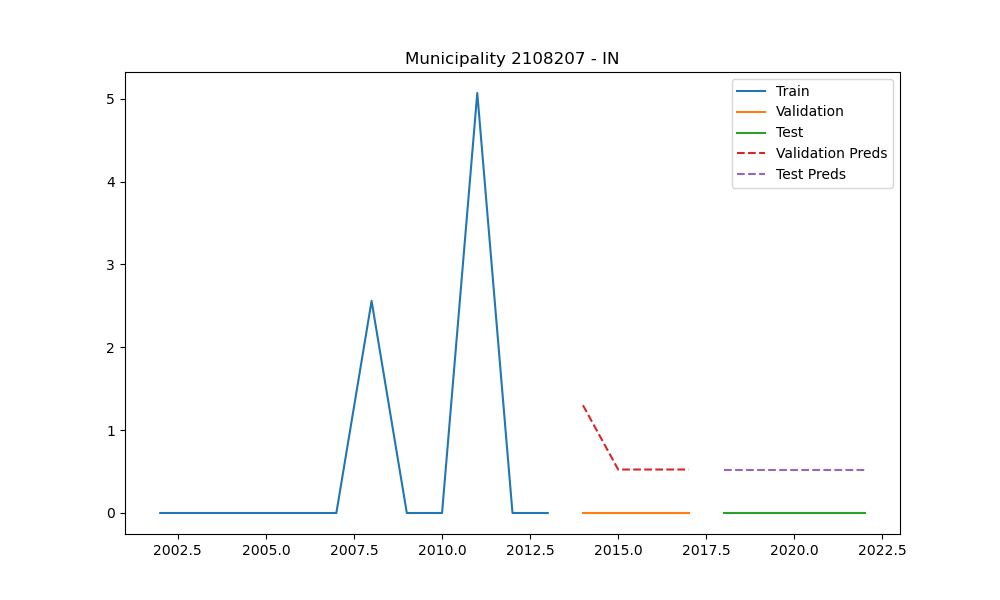 Municipality 2108207 - IN
Train
Validation
Test
Validation Preds
Test Preds
5
4
3
2
1
0
2002.5 2005.0 2007.5 2010.0 2012.5 2015.0 2017.5 2020.0 2022.5